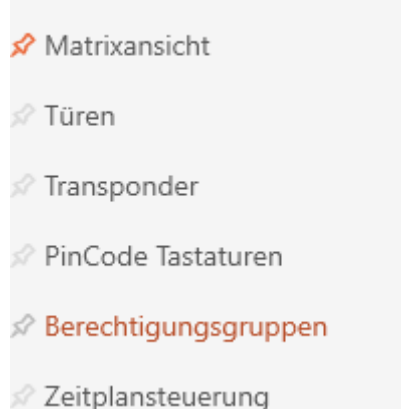 Matrixansicht
Türen
Transponder
PinCode Tastaturen
Berechtigungsgruppen
Zeitplansteuerung